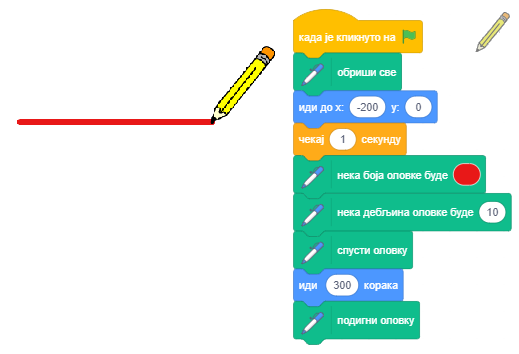 када је кликнуто на
обриши све
иди до x: -200 y: 0
чекај 1 секунду
нека боја оловке буде
нека дебљина оловке буде 10
спусти оловку
иди 300 корака
подигни оловку